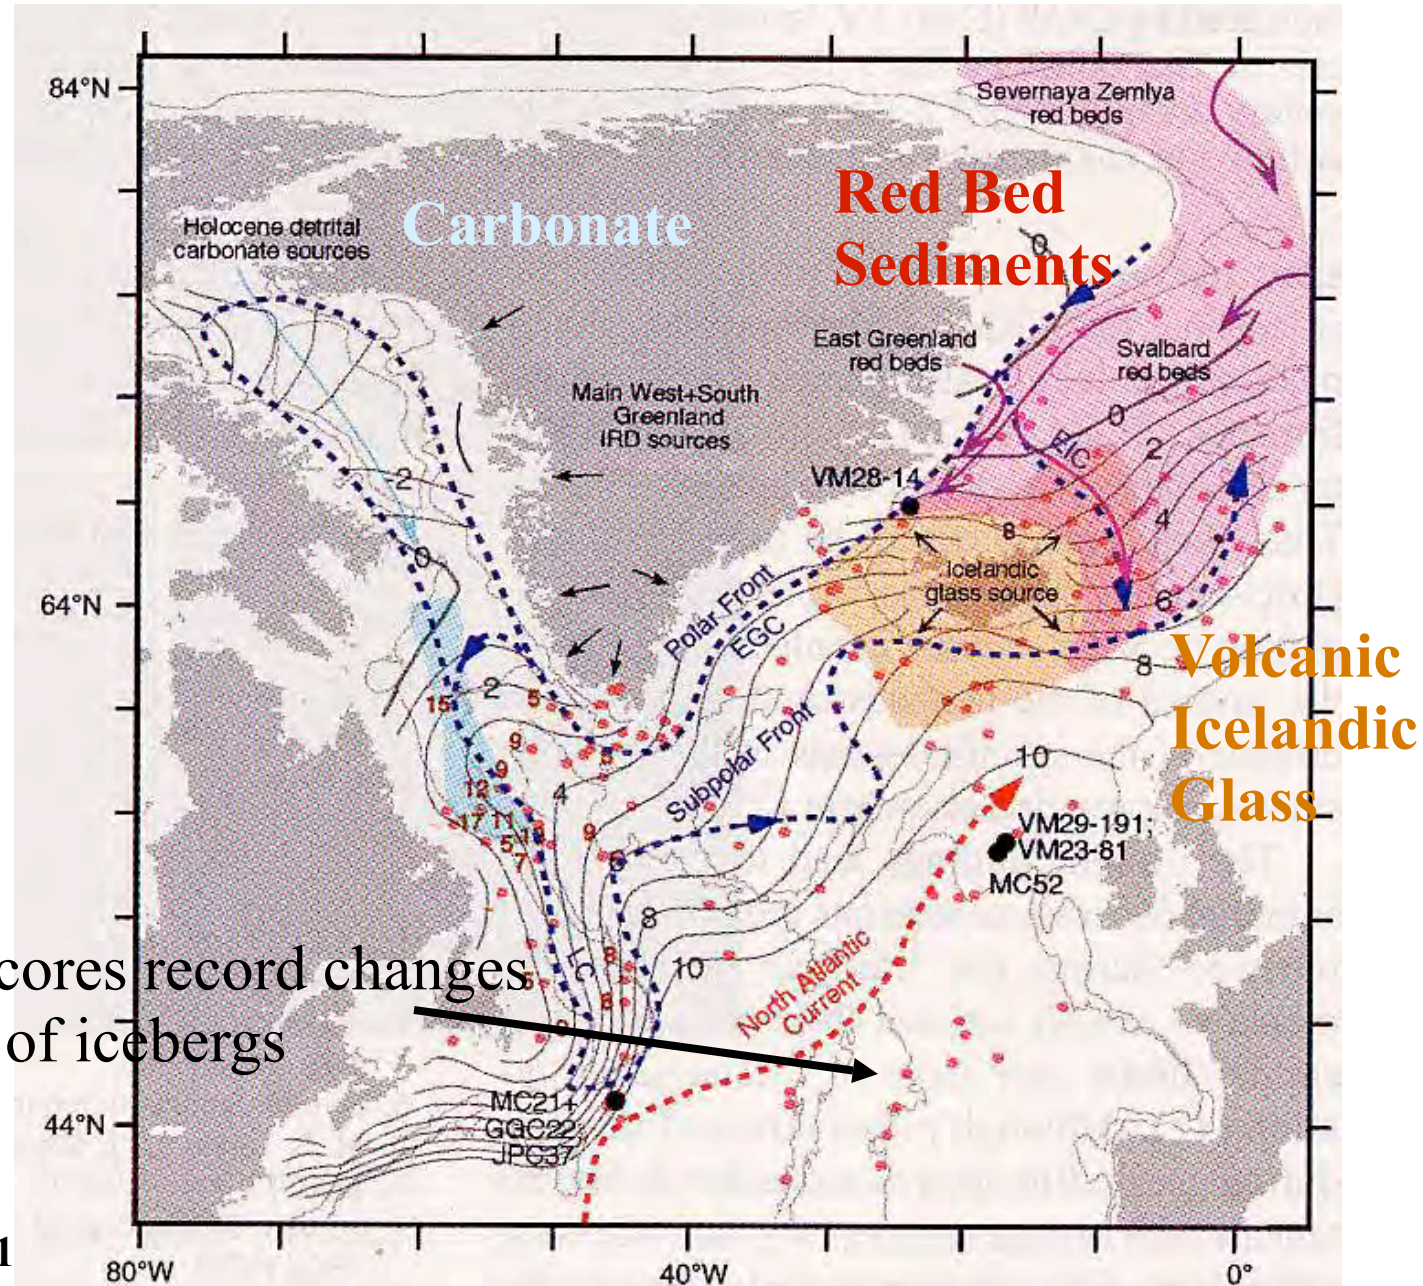 84°N
Severnaya Zemlya
red beds
Red Bed
Sediments
Carbonate
Holocene detrital
carbonate sources
0
East Greenland
red beds
Svalbard
red beds
Main West+South
Greenland
IRD sources
0
EIC
2
-2
VM28-14
4
8
0
Icelandic
glass source
64°N
6
Polar Front
EGC
Volcanic
Icelandic
Glass
8
2
15
5
Subpolar Front
9
5
10
9
12
4
17
11
9
5
7
6
VM29-191;
VM23-81
MC52
8
LC
8
10
cores record changes
North Atlantic
Current
8
of icebergs
MC21+
GGC22
JPC37
44°N
1
80°W
40°W
0°